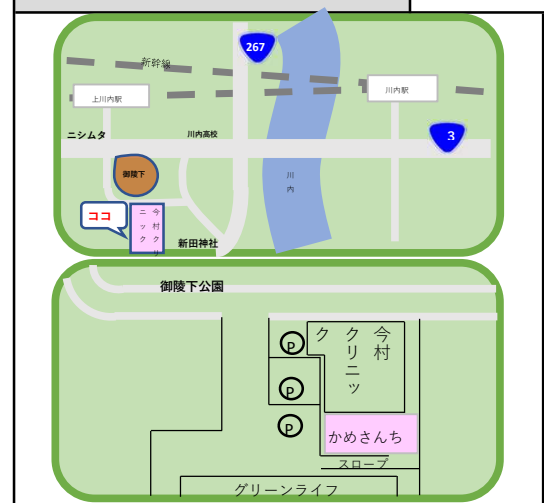 267
新幹線
上川内駅
川内駅
ニシムタ
川内高校
3
御陵下
川内
ココ
今村クリ
ニック
新田神社
御陵下公園
今村
クリニッ
ク
P
P
P
かめさんち
スロープ
グリーンライフ